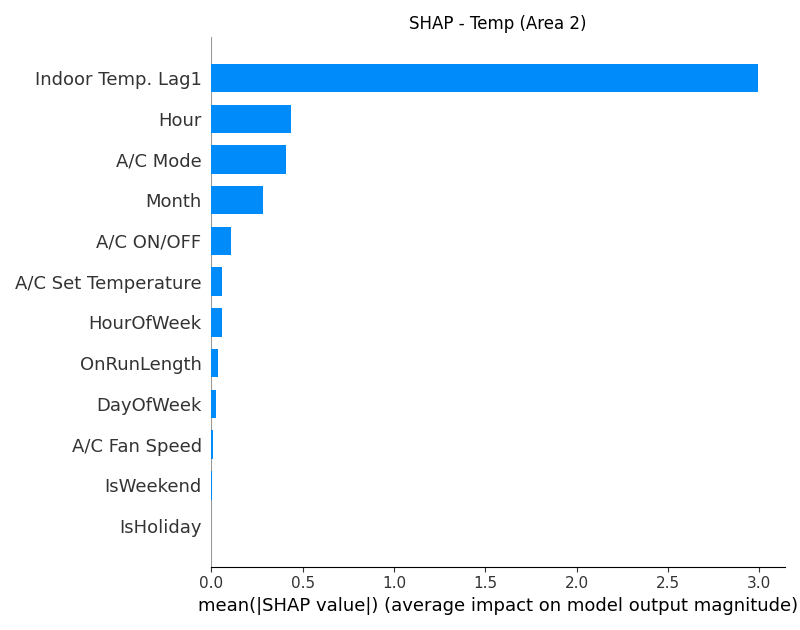 SHAP - Temp (Area 2)
Indoor Temp. Lag1
Hour
A/C Mode
Month
A/C ON/OFF
A/C Set Temperature
HourOfWeek
OnRunLength
DayOfWeek
A/C Fan Speed
IsWeekend
IsHoliday
0.0 0.5 1.0 1.5 2.0 2.5 3.0
mean(|SHAP value|) (average impact on model output magnitude)